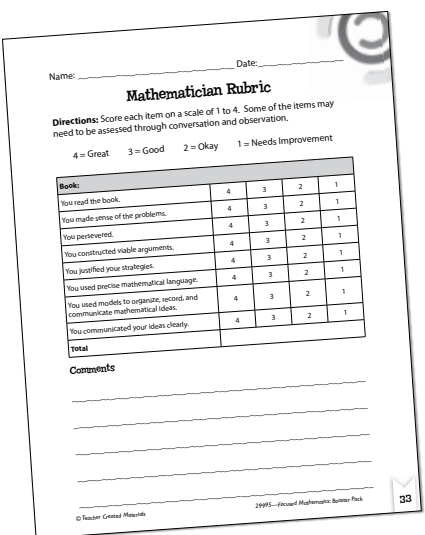 Name: Date:
Mathematician Rubric
Directions: Score each item on a scale of 1 to 4. Some of the items may
need to be assessed through conversation and observation.
4 = Great 3 = Good 2 = Okay 1 = Needs Improvement
Book:
You read the book. 4 3 2 1
You made sense of the problems. 4 3 2 1
You persevered. 4 3 2 1
You constructed viable arguments. 4 3 2 1
You justified your strategies. 4 3 2 1
You used precise mathematical language. 4 3 2 1
You used models to organize, record, and
communicate mathematical ideas. 4 3 2 1
You communicated your ideas clearly. 4 3 2 1
Total
Comments
© Teacher Created Materials 29995—Focused Mathematics: Booster Pack 33